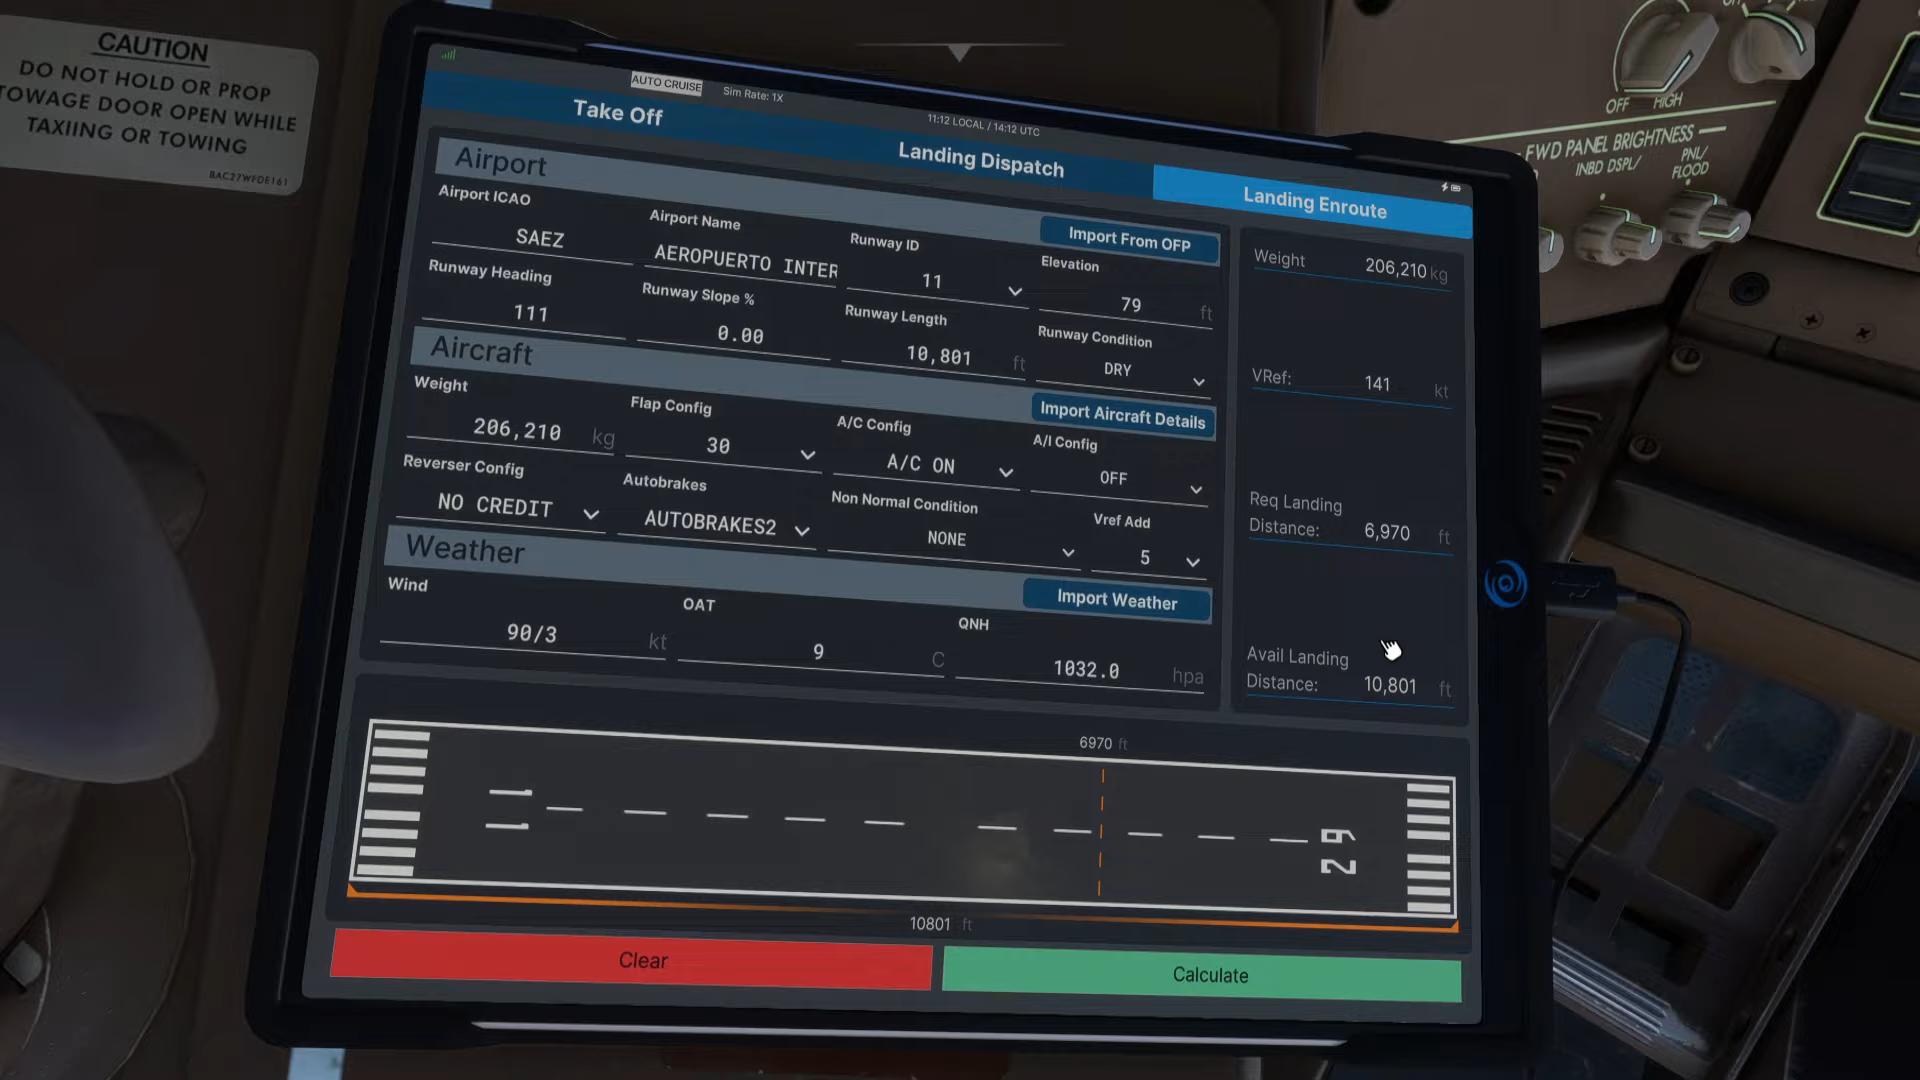 CAUTION
DO NOT HOLD OR PROP
TOWAGE DOOR OPEN WHILE
TAXIING OR TOWING
BAC27WFDE161
AUTO CRUISE
Sim Rate: 1X
11:12 LOCAL / 14:12 UTC
Take Off
Landing Dispatch
Landing Enroute
Airport
Import From OFP
Airport ICAO
Airport Name
Runway ID
Elevation
SAEZ
AEROPUERTO INTER
11
79 ft
Runway Heading
Runway Slope %
Runway Length
Runway Condition
111
0.00
10,801 ft
DRY
Aircraft
Import Aircraft Details
Weight
Flap Config
A/C Config
A/I Config
206,210 kg
30
A/C ON
OFF
Reverser Config
Autobrakes
Non Normal Condition
Vref Add
NO CREDIT
AUTOBRAKES2
NONE
5
Weather
Import Weather
Wind
OAT
QNH
90/3 kt
9 C
1032.0 hpa
Weight 206,210 kg
VRef: 141 kt
Req Landing
Distance: 6,970 ft
Avail Landing
Distance: 10,801 ft
6970 ft
11
29
10801 ft
Clear
Calculate
OFF HIGH
FWD PANEL BRIGHTNESS
INBD DSPL/
PNL/
FLOOD